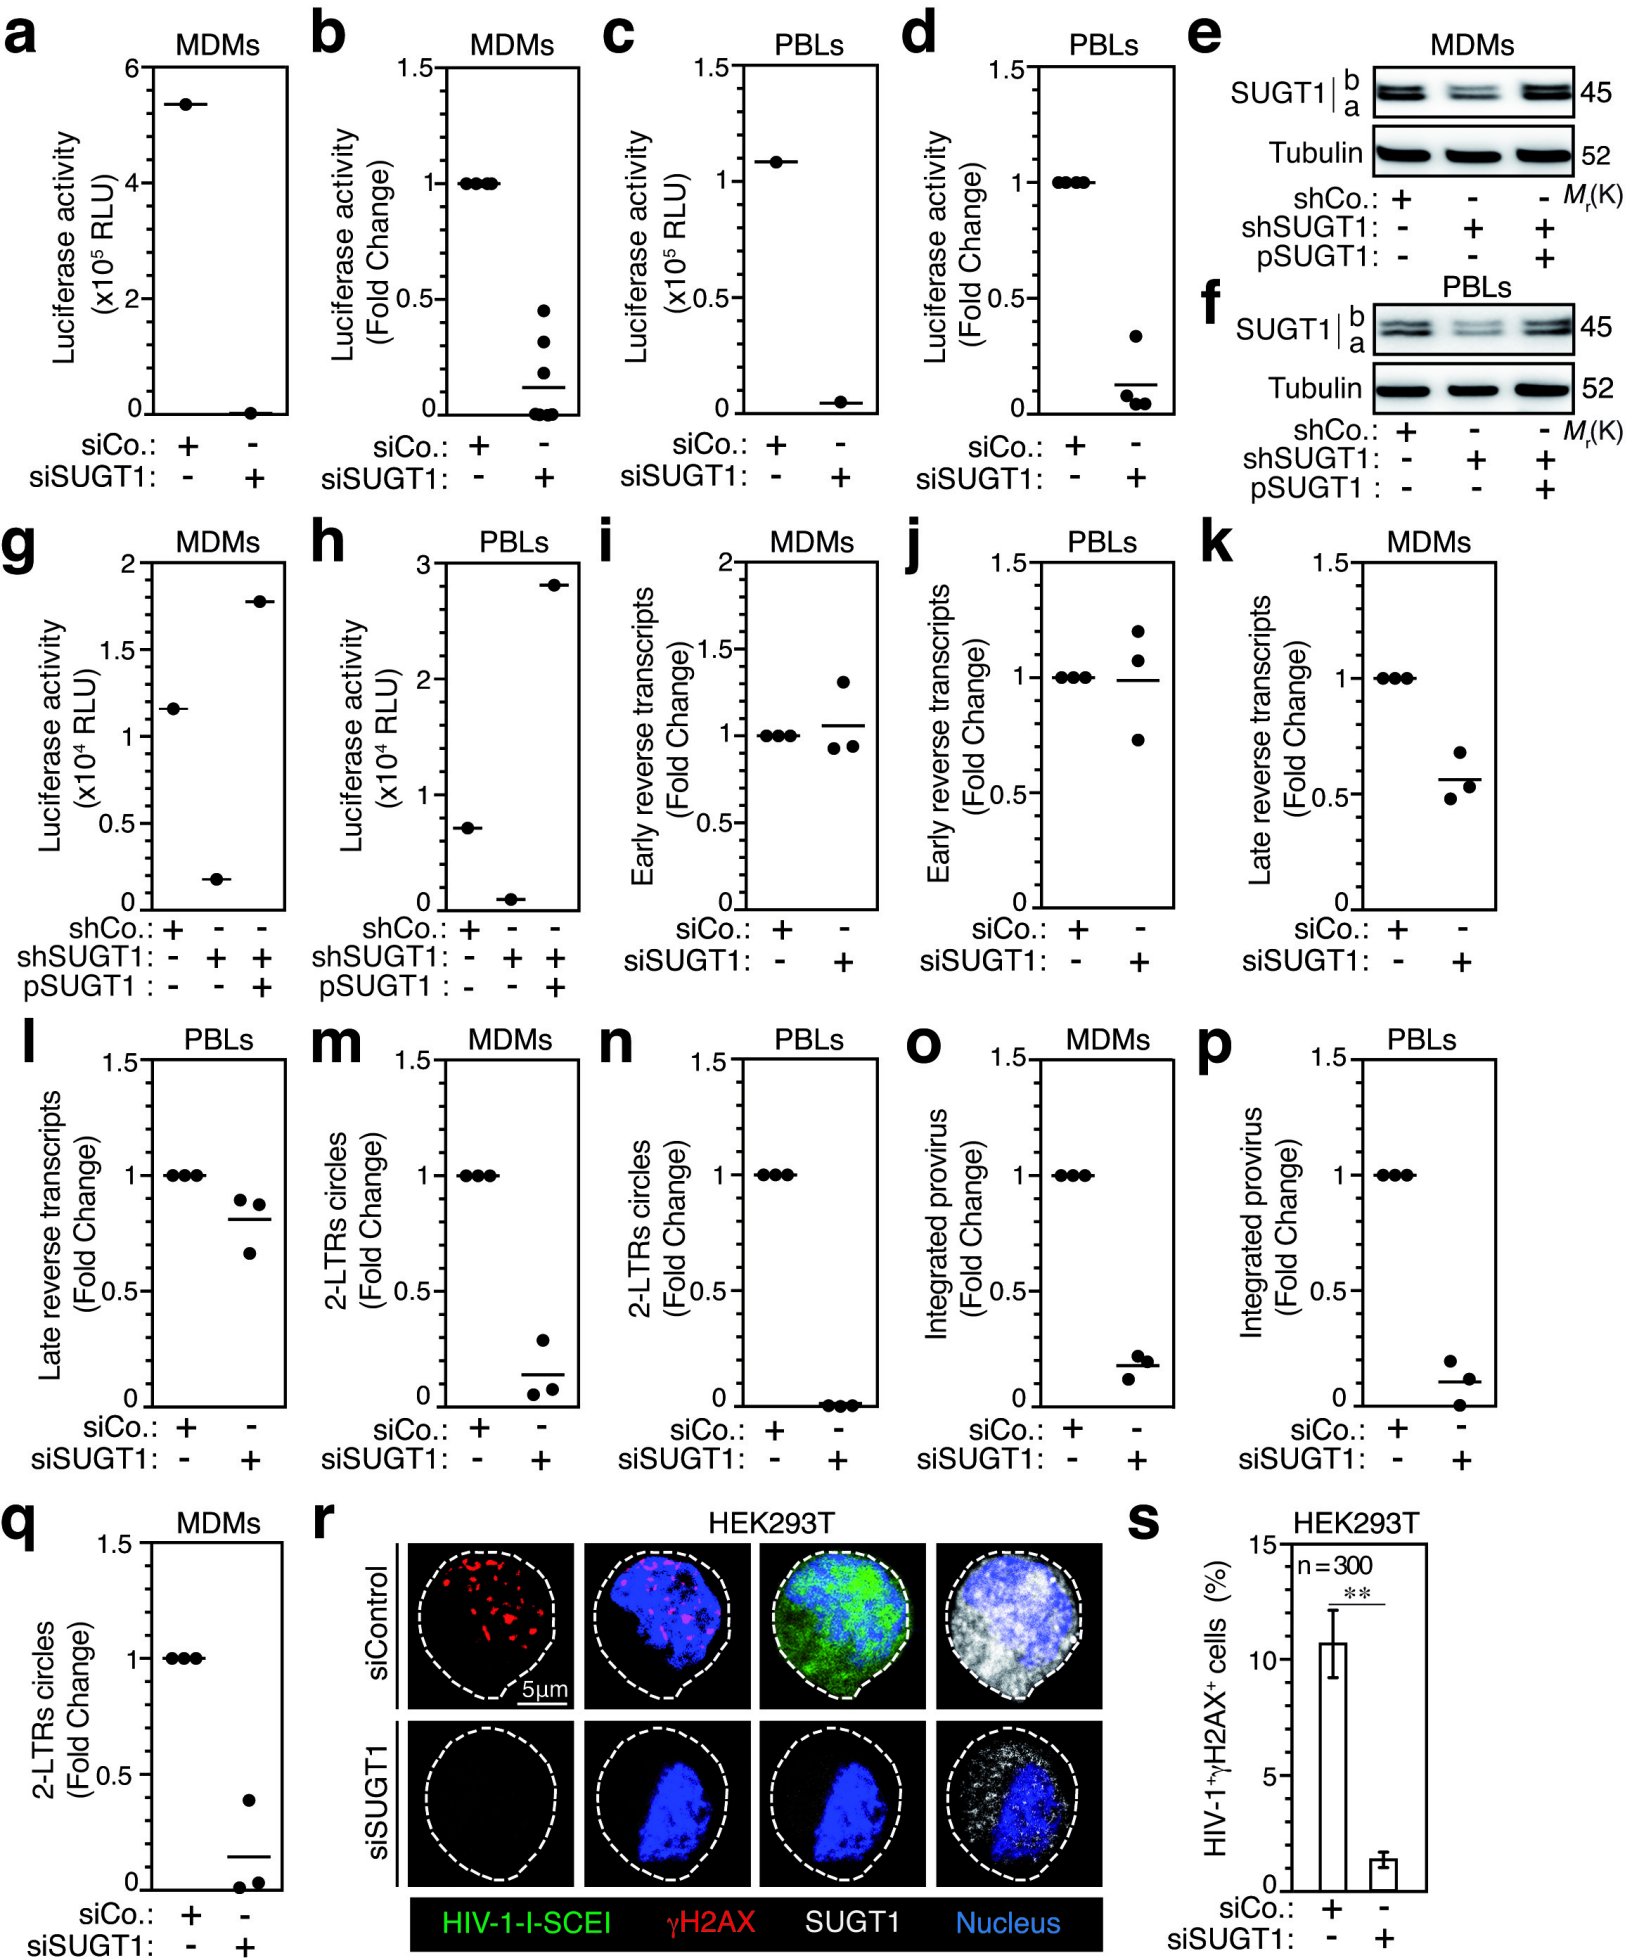 a
MDMs
Luciferase activity
(x10⁵ RLU)
6
4
2
0
siCo.: + -
siSUGT1: - +
b
MDMs
Luciferase activity
(Fold Change)
1.5
1
0.5
0
siCo.: + -
siSUGT1: - +
c
PBLs
Luciferase activity
(x10⁵ RLU)
1.5
1
0.5
0
siCo.: + -
siSUGT1: - +
d
PBLs
Luciferase activity
(Fold Change)
1.5
1
0.5
0
siCo.: + -
siSUGT1: - +
e
MDMs
SUGT1 b
a
45
Tubulin 52
shCo.: + - - Mr(K)
shSUGT1: - + +
pSUGT1: - - +
f
PBLs
SUGT1 b
a
45
Tubulin 52
shCo.: + - - Mr(K)
shSUGT1: - + +
pSUGT1 : - - +
g
MDMs
Luciferase activity
(x10⁴ RLU)
2
1.5
1
0.5
0
shCo.: + - -
shSUGT1: - + +
pSUGT1 : - - +
h
PBLs
Luciferase activity
(x10⁴ RLU)
3
2
1
0
shCo.: + - -
shSUGT1: - + +
pSUGT1 : - - +
i
MDMs
Early reverse transcripts
(Fold Change)
2
1.5
1
0.5
0
siCo.: + -
siSUGT1: - +
j
PBLs
Early reverse transcripts
(Fold Change)
1.5
1
0.5
0
siCo.: + -
siSUGT1: - +
k
MDMs
Late reverse transcripts
(Fold Change)
1.5
1
0.5
0
siCo.: + -
siSUGT1: - +
l
PBLs
Late reverse transcripts
(Fold Change)
1.5
1
0.5
0
siCo.: + -
siSUGT1: - +
m
MDMs
2-LTRs circles
(Fold Change)
1.5
1
0.5
0
siCo.: + -
siSUGT1: - +
n
PBLs
2-LTRs circles
(Fold Change)
1.5
1
0.5
0
siCo.: + -
siSUGT1: - +
o
MDMs
Integrated provirus
(Fold Change)
1.5
1
0.5
0
siCo.: + -
siSUGT1: - +
p
PBLs
Integrated provirus
(Fold Change)
1.5
1
0.5
0
siCo.: + -
siSUGT1: - +
q
MDMs
2-LTRs circles
(Fold Change)
1.5
1
0.5
0
siCo.: + -
siSUGT1: - +
r
HEK293T
siControl
5µm
siSUGT1
HIV-1-I-SCEI γH2AX SUGT1 Nucleus
s
HEK293T
HIV-1⁺γH2AX⁺ cells (%)
15
10
5
0
n=300
**
siCo.: + -
siSUGT1: - +